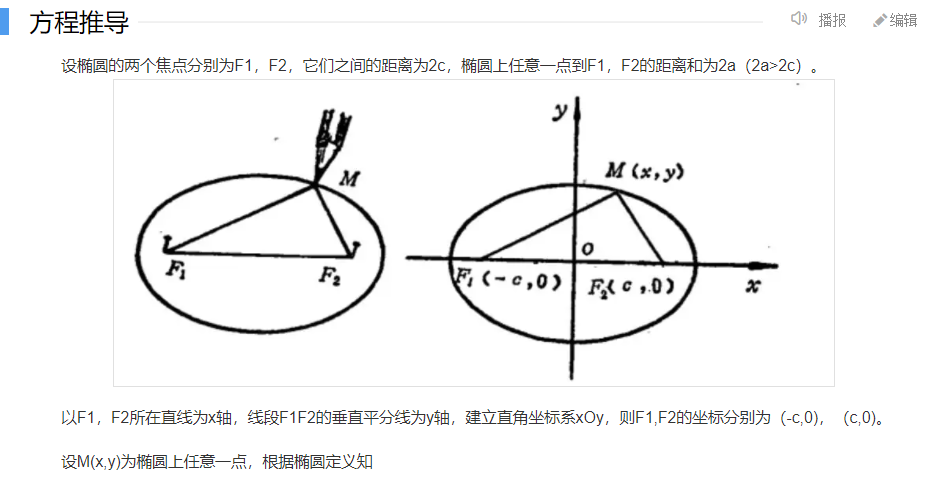 方程推导
播报
编辑
设椭圆的两个焦点分别为F1，F2，它们之间的距离为2c，椭圆上任意一点到F1，F2的距离和为2a（2a>2c）。
M
F₁
F₂
y
M(x,y)
O
F₁(-c,0)
F₂(c,0)
x
以F1，F2所在直线为x轴，线段F1F2的垂直平分线为y轴，建立直角坐标系xOy，则F1,F2的坐标分别为（-c,0)，（c,0)。
设M(x,y)为椭圆上任意一点，根据椭圆定义知